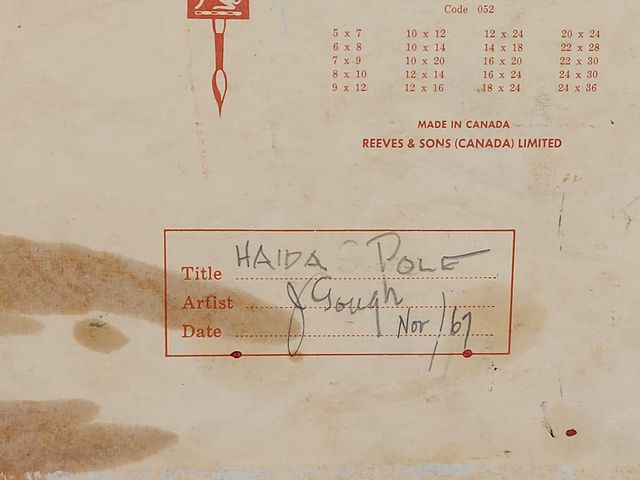 Code 052
5 x 7 10 x 12 12 x 24 20 x 24
6 x 8 10 x 14 14 x 18 22 x 28
7 x 9 10 x 20 16 x 20 22 x 30
8 x 10 12 x 14 16 x 24 24 x 30
9 x 12 12 x 16 18 x 24 24 x 36
MADE IN CANADA
REEVES & SONS (CANADA) LIMITED
Title HAIDA POLE
Artist J Gough
Date Nov/67